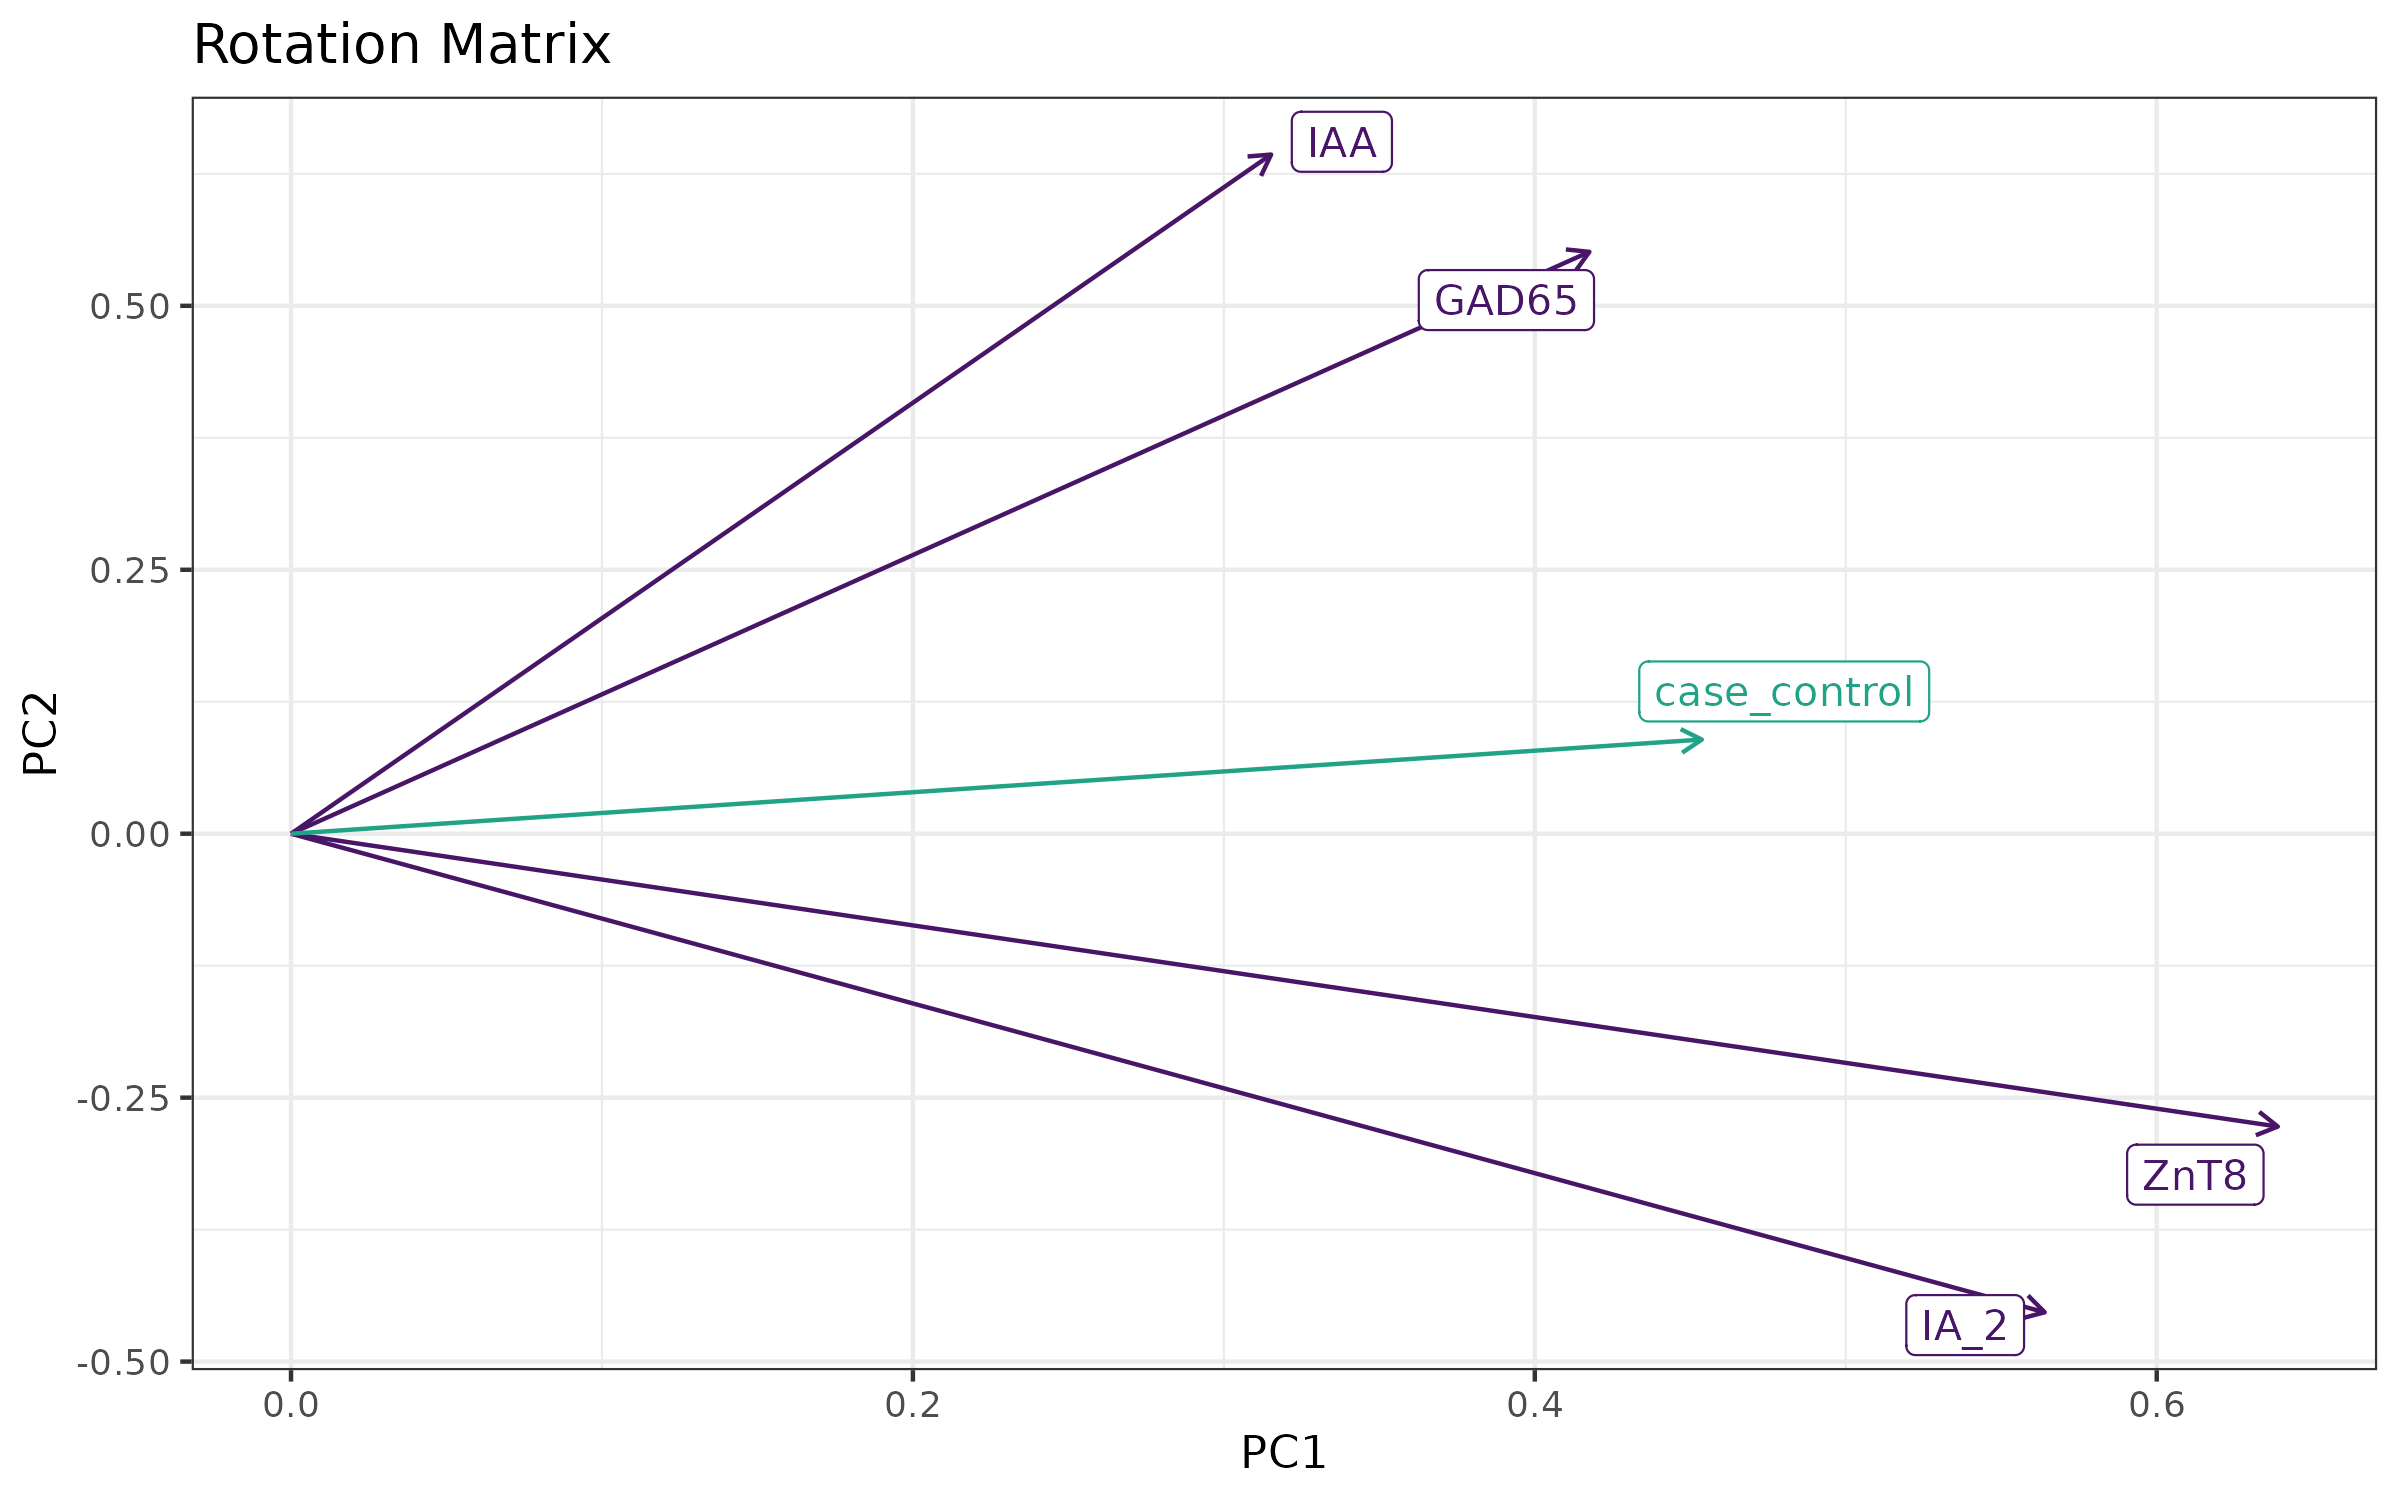 Rotation Matrix
IAA
GAD65
case_control
ZnT8
IA_2
0.50
0.25
0.00
-0.25
-0.50
PC2
0.0
0.2
0.4
0.6
PC1